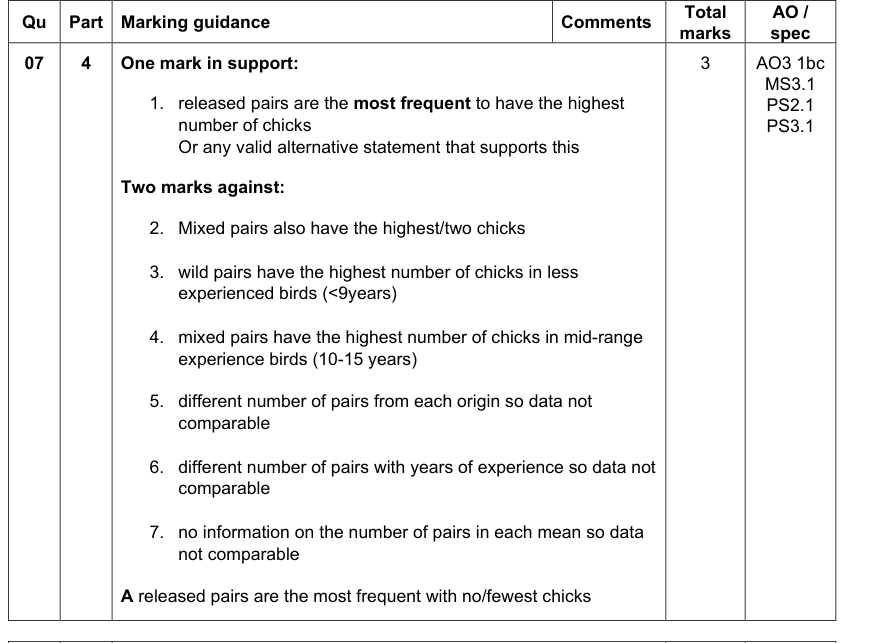 Qu Part Marking guidance Comments Total marks AO / spec
07 4 One mark in support: 3 AO3 1bc
MS3.1
PS2.1
PS3.1
1. released pairs are the most frequent to have the highest
number of chicks
Or any valid alternative statement that supports this
Two marks against:
2. Mixed pairs also have the highest/two chicks
3. wild pairs have the highest number of chicks in less
experienced birds (<9years)
4. mixed pairs have the highest number of chicks in mid-range
experience birds (10-15 years)
5. different number of pairs from each origin so data not
comparable
6. different number of pairs with years of experience so data not
comparable
7. no information on the number of pairs in each mean so data
not comparable
A released pairs are the most frequent with no/fewest chicks